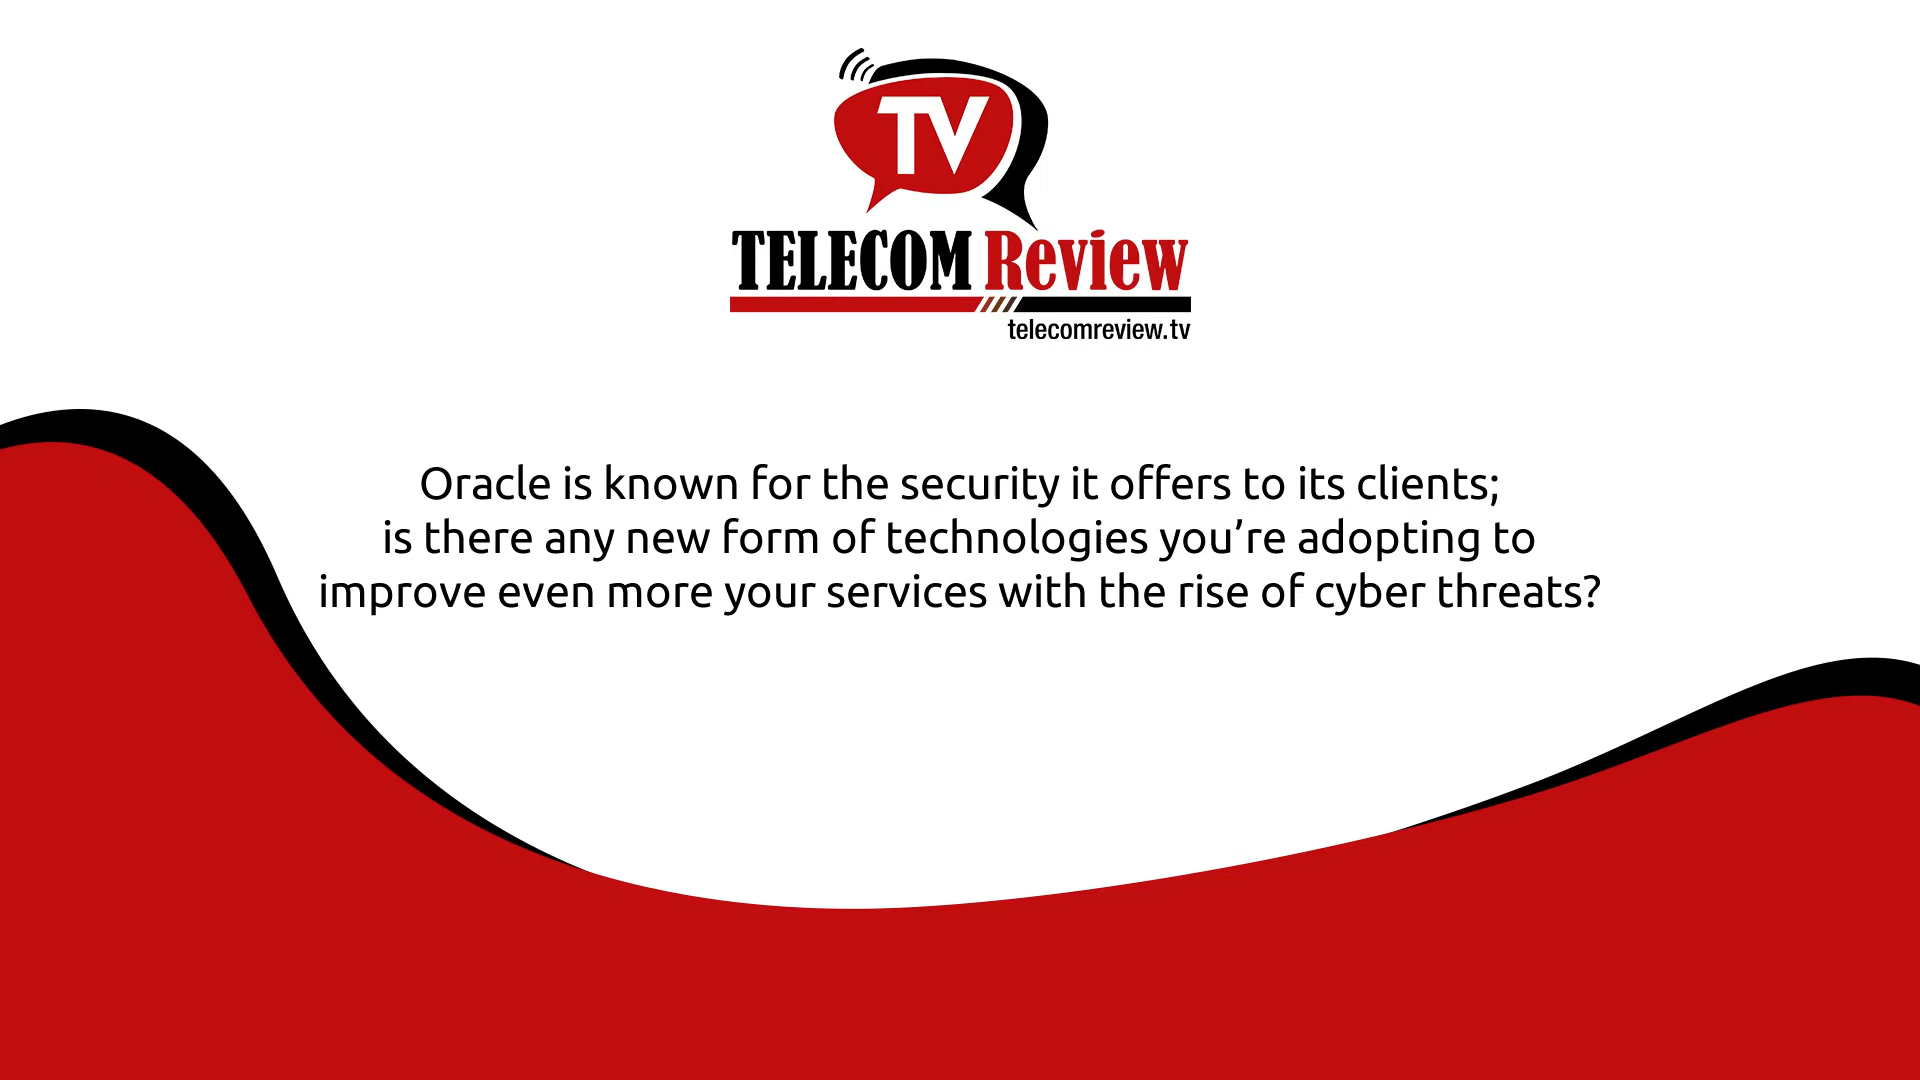 TV
TELECOM Review
telecomreview.tv
Oracle is known for the security it offers to its clients;
is there any new form of technologies you’re adopting to
improve even more your services with the rise of cyber threats?